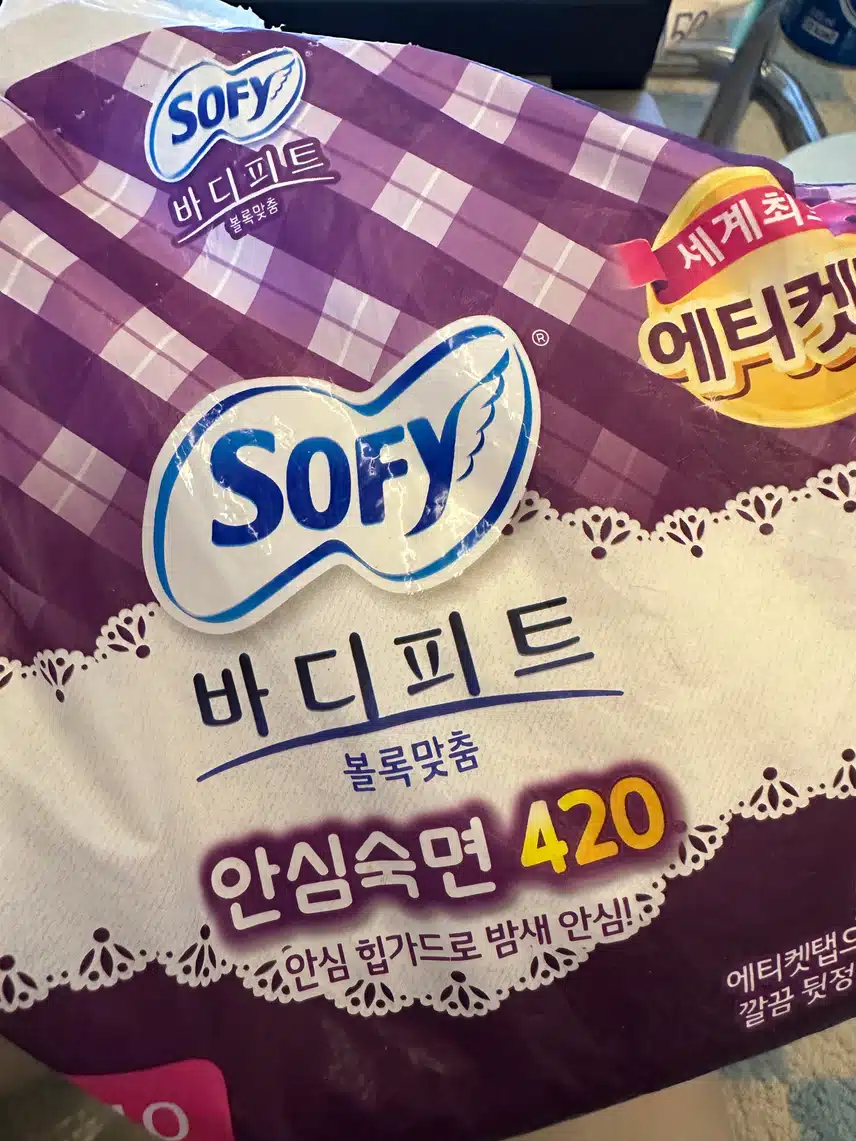 SOFY
바디피트
볼록맞춤
세계최초
에티켓
SOFY®
바디피트
볼록맞춤
안심숙면 420
안심 힙가드로 밤새 안심!
에티켓탭으
깔끔 뒷정